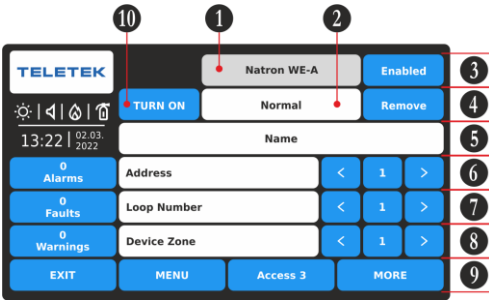 10 1 2
TELETEK Natron WE-A Enabled 3
TURN ON Normal Remove 4
13:22 02.03. 2022 Name 5
0 Alarms Address < 1 > 6
0 Faults Loop Number < 1 > 7
0 Warnings Device Zone < 1 > 8
EXIT MENU Access 3 MORE 9